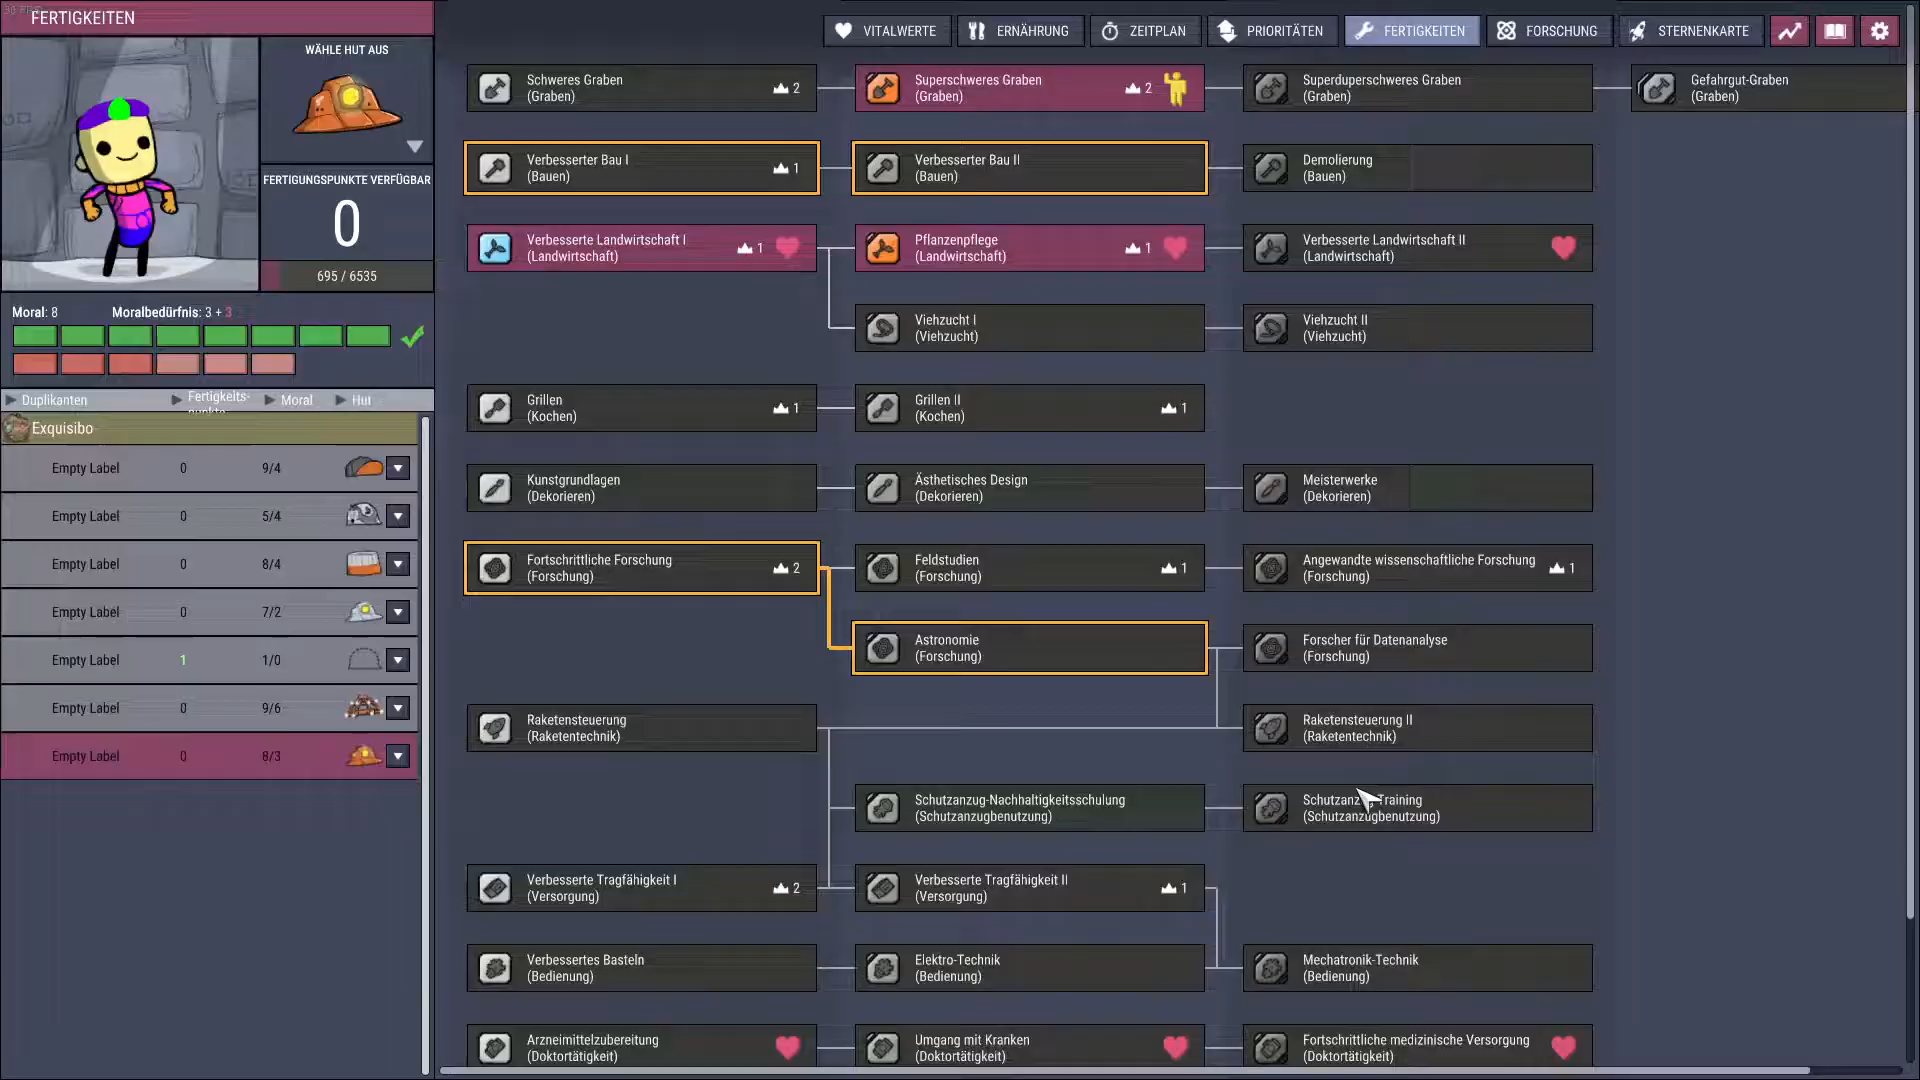 FERTIGKEITEN
VITALWERTE
ERNÄHRUNG
ZEITPLAN
PRIORITÄTEN
FERTIGKEITEN
FORSCHUNG
STERNENKARTE
WÄHLE HUT AUS
FERTIGUNGSPUNKTE VERFÜGBAR
0
695 / 6535
Moral: 8
Moralbedürfnis: 3 + 3
Duplikanten
Fertigkeits-
punkte
Moral
Hut
Exquisibo
Empty Label 0 9/4
Empty Label 0 5/4
Empty Label 0 8/4
Empty Label 0 7/2
Empty Label 1 1/0
Empty Label 0 9/6
Empty Label 0 8/3
Schweres Graben
(Graben)
2
Superschweres Graben
(Graben)
2
Superduperschweres Graben
(Graben)
Gefahrgut-Graben
(Graben)
Verbesserter Bau I
(Bauen)
1
Verbesserter Bau II
(Bauen)
Demolierung
(Bauen)
Verbesserte Landwirtschaft I
(Landwirtschaft)
1
Pflanzenpflege
(Landwirtschaft)
1
Verbesserte Landwirtschaft II
(Landwirtschaft)
Viehzucht I
(Viehzucht)
Viehzucht II
(Viehzucht)
Grillen
(Kochen)
1
Grillen II
(Kochen)
1
Kunstgrundlagen
(Dekorieren)
Ästhetisches Design
(Dekorieren)
Meisterwerke
(Dekorieren)
Fortschrittliche Forschung
(Forschung)
2
Feldstudien
(Forschung)
1
Angewandte wissenschaftliche Forschung
(Forschung)
1
Astronomie
(Forschung)
Forscher für Datenanalyse
(Forschung)
Raketensteuerung
(Raketentechnik)
Raketensteuerung II
(Raketentechnik)
Schutzanzug-Nachhaltigkeitsschulung
(Schutzanzugbenutzung)
Schutzanzug-Training
(Schutzanzugbenutzung)
Verbesserte Tragfähigkeit I
(Versorgung)
2
Verbesserte Tragfähigkeit II
(Versorgung)
1
Verbessertes Basteln
(Bedienung)
Elektro-Technik
(Bedienung)
Mechatronik-Technik
(Bedienung)
Arzneimittelzubereitung
(Doktortätigkeit)
Umgang mit Kranken
(Doktortätigkeit)
Fortschrittliche medizinische Versorgung
(Doktortätigkeit)